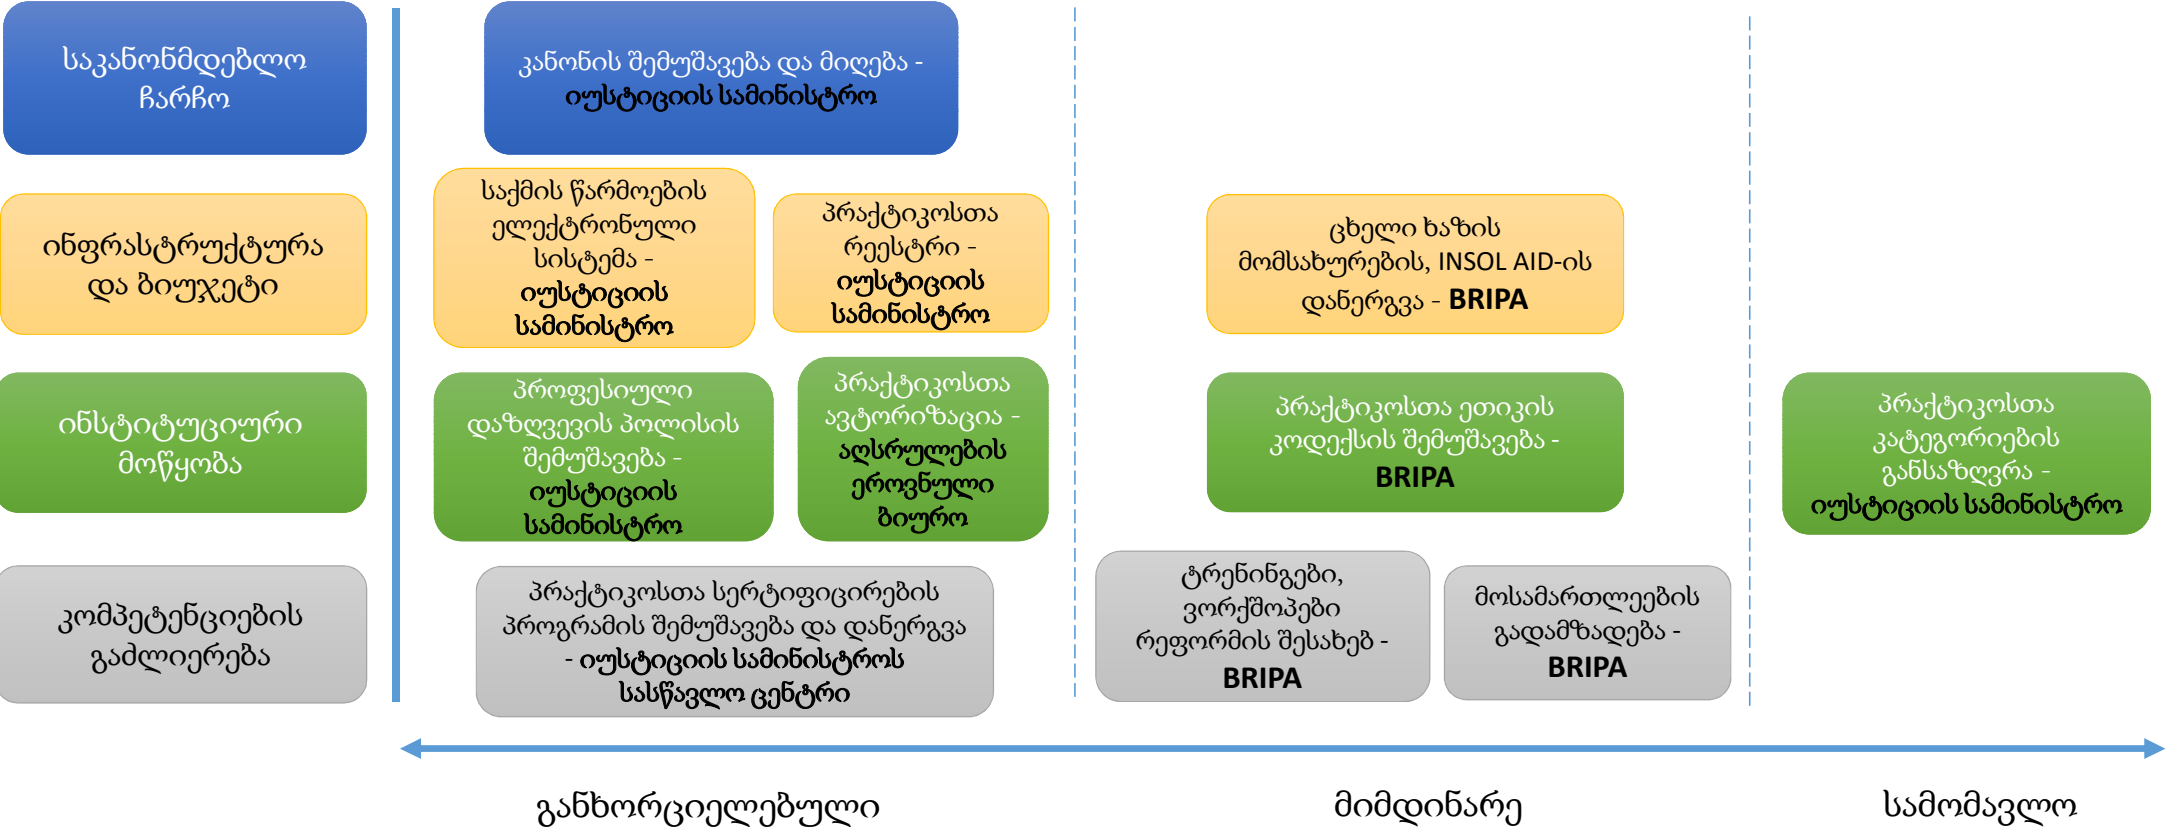 საკანონმდებლო
ჩარჩო
კანონის შემუშავება და მიღება -
იუსტიციის სამინისტრო
ინფრასტრუქტურა
და ბიუჯეტი
საქმის წარმოების
ელექტრონული
სისტემა -
იუსტიციის
სამინისტრო
პრაქტიკოსთა
რეესტრი -
იუსტიციის
სამინისტრო
ცხელი ხაზის
მომსახურების, INSOL AID-ის
დანერგვა - BRIPA
ინსტიტუციური
მოწყობა
პროფესიული
დაზღვევის პოლისის
შემუშავება -
იუსტიციის
სამინისტრო
პრაქტიკოსთა
ავტორიზაცია -
აღსრულების
ეროვნული
ბიურო
პრაქტიკოსთა ეთიკის
კოდექსის შემუშავება -
BRIPA
პრაქტიკოსთა
კატეგორიების
განსაზღვრა -
იუსტიციის სამინისტრო
კომპეტენციების
გაძლიერება
პრაქტიკოსთა სერტიფიცირების
პროგრამის შემუშავება და დანერგვა
- იუსტიციის სამინისტროს
სასწავლო ცენტრი
ტრენინგები,
ვორქშოპები
რეფორმის შესახებ -
BRIPA
მოსამართლეების
გადამზადება -
BRIPA
განხორციელებული
მიმდინარე
სამომავლო